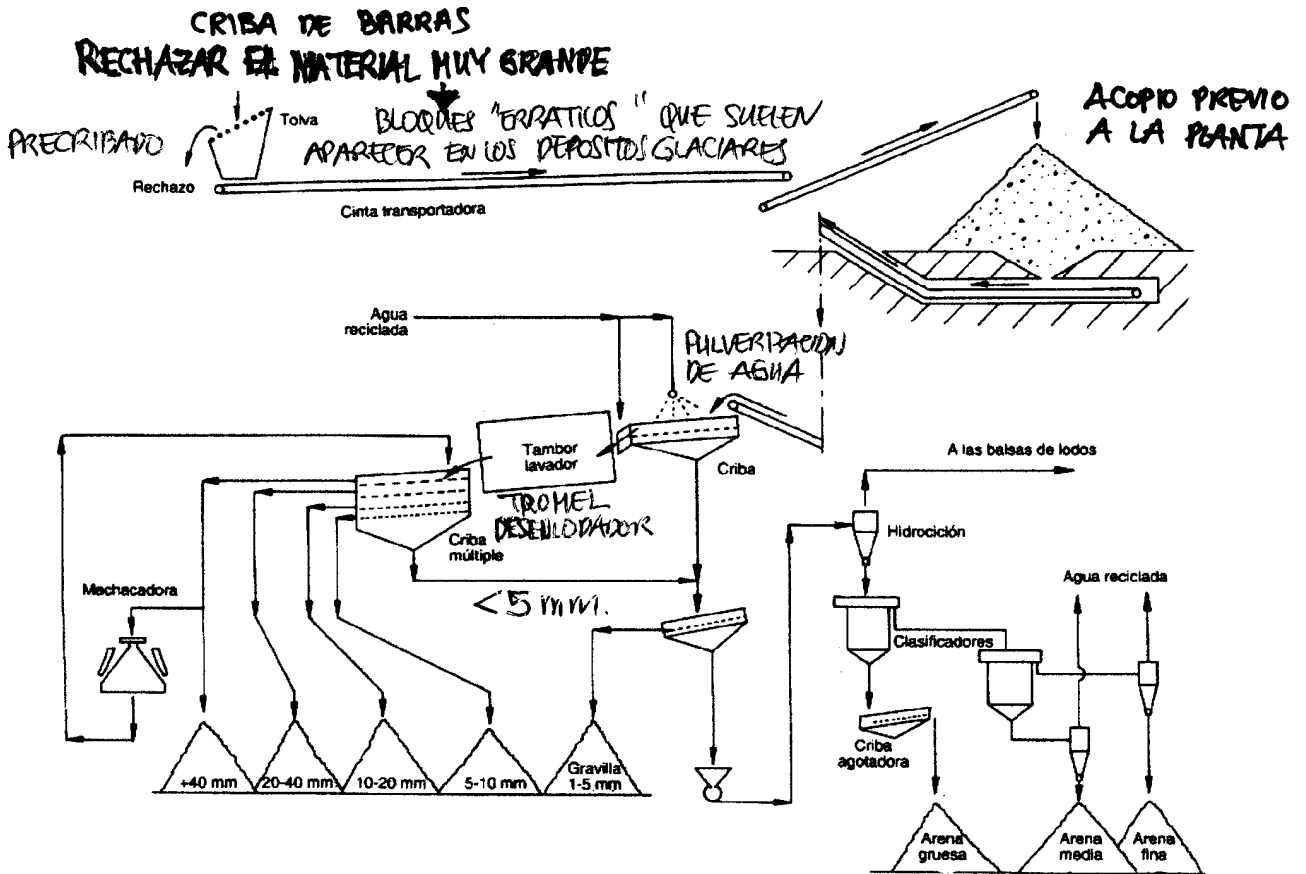 CRIBA DE BARRAS
RECHAZAR EL MATERIAL MUY GRANDE
PRECRIBADO
Tolva
BLOQUES "ERRATICOS" QUE SUELEN
APARECER EN LOS DEPOSITOS GLACIARES
Rechazo
Cinta transportadora
ACOPIO PREVIO
A LA PLANTA
Agua
reciclada
PULVERIZACION
DE AGUA
Tambor
lavador
Criba
TROMEL
DESENLODADOR
Criba
múltiple
A las balsas de lodos
Hidrocición
Agua reciclada
Clasificadores
Machacadora
<5 mm.
Criba
agotadora
+40 mm
20-40 mm
10-20 mm
5-10 mm
Gravilla
1-5 mm
Arena
gruesa
Arena
media
Arena
fina